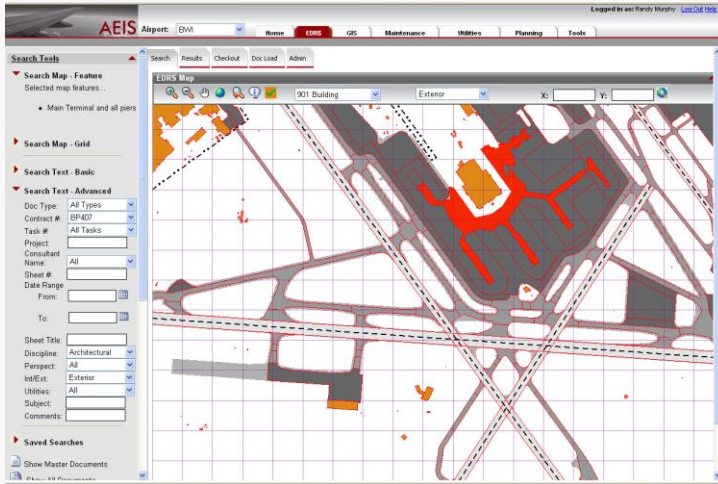 Logged in as: Randy Murphy Log Out Help
AEIS Airport: BWI
Home EDRS GIS Maintenance Utilities Planning Tools
Search Tools
Search Results Checkout Doc Load Admin
EDRS Map
901 Building Exterior X: Y:
Search Map - Feature
Selected map features...
Main Terminal and all piers
Search Map - Grid
Search Text - Basic
Search Text - Advanced
Doc Type: All Types
Contract #: BP407
Task #: All Tasks
Project:
Consultant
Name: All
Sheet #:
Date Range
From:
To:
Sheet Title:
Discipline: Architectural
Perspect: All
Int/Ext: Exterior
Utilities: All
Subject:
Comments:
Saved Searches
Show Master Documents
Show All Documents